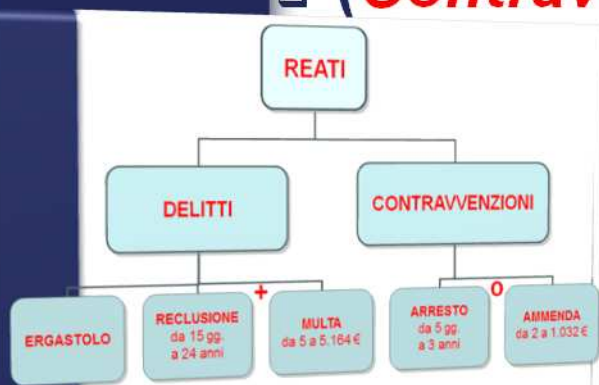 REATI
DELITTI
CONTRAVVENZIONI
+
O
ERGASTOLO
RECLUSIONE
da 15 gg.
a 24 anni
MULTA
da 5 a 5.164 €
ARRESTO
da 5 gg.
a 3 anni
AMMENDA
da 2 a 1.032 €